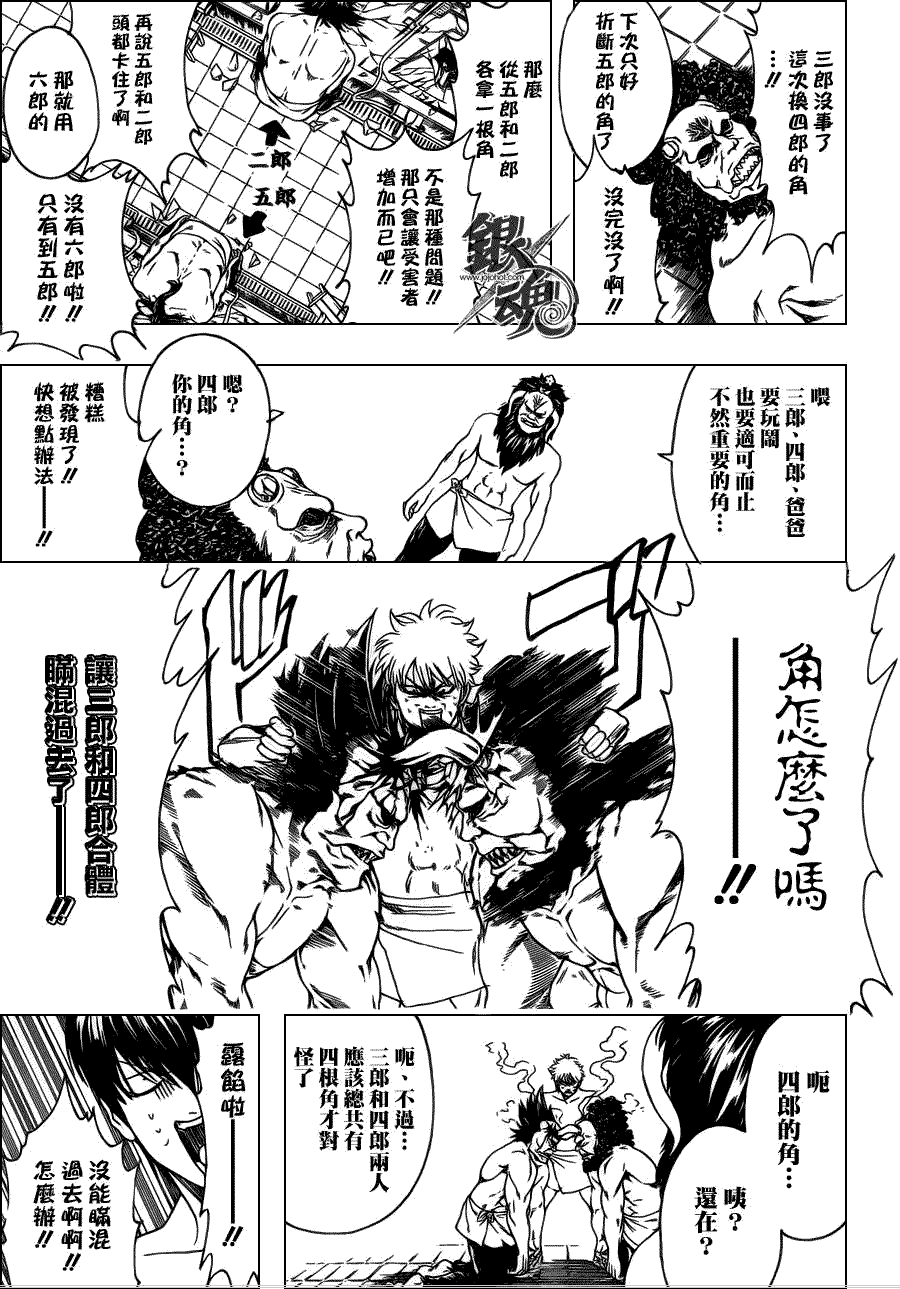 三郎沒事了
這次換四郎的角
…!!
下次只好
折斷五郎的角了
沒完沒了啊!!
那麼
從五郎和二郎
各拿一根角
不是那種問題!!
那只會讓受害者
增加而已吧!!
二郎
五郎
再說五郎和二郎
頭都卡住了啊
那就用
六郎的
沒有六郎啦!!
只有到五郎!!
銀魂
www.jojohot.com
喂
三郎、四郎、爸爸
要玩鬧
也要適可而止
不然重要的角…
嗯?
四郎
你的角…?
糟糕
被發現了!!
快想點辦法——!!
角怎麼了嗎
——!!
讓三郎和四郎合體
瞞混過去了——!!
呃
四郎的角…
咦?
還在?
呃、不過…
三郎和四郎兩人
應該總共有
四根角才對
怪了
露餡啦——!!
沒能瞞混
過去啊啊!!
怎麼辦!!